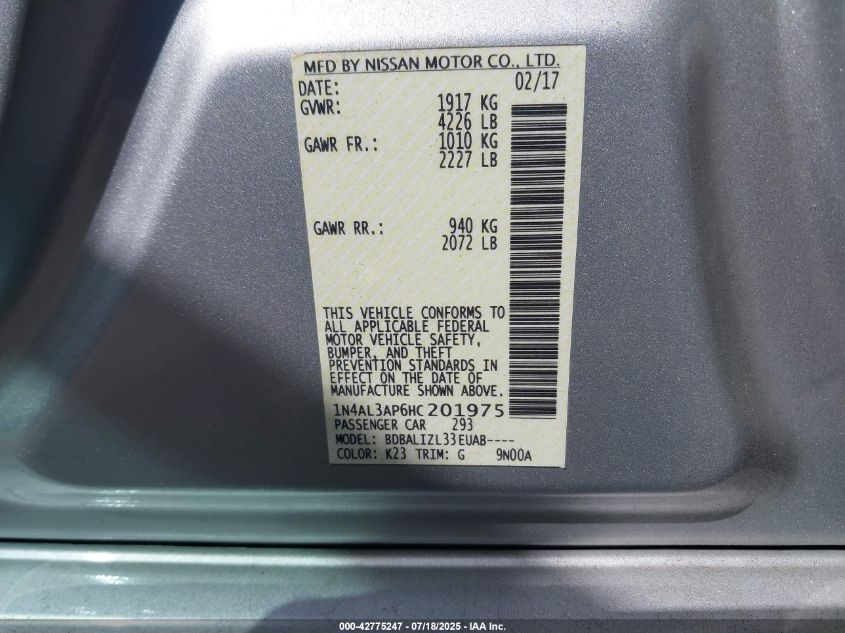 MFD BY NISSAN MOTOR CO., LTD.
DATE: 02/17
GVWR: 1917 KG
4226 LB
GAWR FR.: 1010 KG
2227 LB
GAWR RR.: 940 KG
2072 LB
THIS VEHICLE CONFORMS TO
ALL APPLICABLE FEDERAL
MOTOR VEHICLE SAFETY,
BUMPER, AND THEFT
PREVENTION STANDARDS IN
EFFECT ON THE DATE OF
MANUFACTURE SHOWN ABOVE.
1N4AL3AP6HC201975
PASSENGER CAR 293
MODEL: BDBALIZL33EUAB----
COLOR: K23 TRIM: G 9N00A
000-42775247 - 07/18/2025 - IAA Inc.